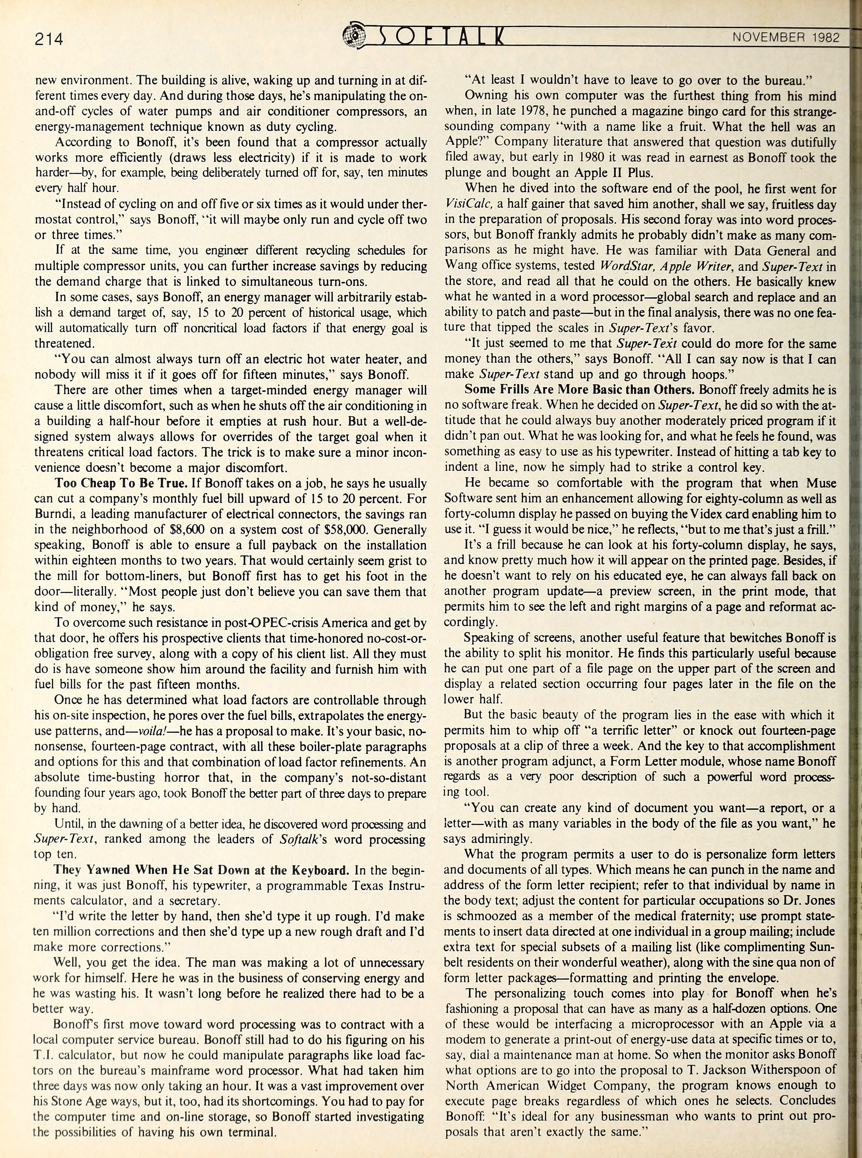 214
SOFTALK
NOVEMBER 1982
new environment. The building is alive, waking up and turning in at dif-
ferent times every day. And during those days, he's manipulating the on-
and-off cycles of water pumps and air conditioner compressors, an
energy-management technique known as duty cycling.
According to Bonoff, it's been found that a compressor actually
works more efficiently (draws less electricity) if it is made to work
harder—by, for example, being deliberately turned off for, say, ten minutes
every half hour.
"Instead of cycling on and off five or six times as it would under ther-
mostat control," says Bonoff, "it will maybe only run and cycle off two
or three times."
If at the same time, you engineer different recycling schedules for
multiple compressor units, you can further increase savings by reducing
the demand charge that is linked to simultaneous turn-ons.
In some cases, says Bonoff, an energy manager will arbitrarily estab-
lish a demand target of, say, 15 to 20 percent of historical usage, which
will automatically turn off noncritical load factors if that energy goal is
threatened.
"You can almost always turn off an electric hot water heater, and
nobody will miss it if it goes off for fifteen minutes," says Bonoff.
There are other times when a target-minded energy manager will
cause a little discomfort, such as when he shuts off the air conditioning in
a building a half-hour before it empties at rush hour. But a well-de-
signed system always allows for overrides of the target goal when it
threatens critical load factors. The trick is to make sure a minor incon-
venience doesn't become a major discomfort.
Too Cheap To Be True. If Bonoff takes on a job, he says he usually
can cut a company's monthly fuel bill upward of 15 to 20 percent. For
Burndi, a leading manufacturer of electrical connectors, the savings ran
in the neighborhood of $8,600 on a system cost of $58,000. Generally
speaking, Bonoff is able to ensure a full payback on the installation
within eighteen months to two years. That would certainly seem grist to
the mill for bottom-liners, but Bonoff first has to get his foot in the
door—literally. "Most people just don't believe you can save them that
kind of money," he says.
To overcome such resistance in post-OPEC-crisis America and get by
that door, he offers his prospective clients that time-honored no-cost-or-
obligation free survey, along with a copy of his client list. All they must
do is have someone show him around the facility and furnish him with
fuel bills for the past fifteen months.
Once he has determined what load factors are controllable through
his on-site inspection, he pores over the fuel bills, extrapolates the energy-
use patterns, and—voila!—he has a proposal to make. It's your basic, no-
nonsense, fourteen-page contract, with all these boiler-plate paragraphs
and options for this and that combination of load factor refinements. An
absolute time-busting horror that, in the company's not-so-distant
founding four years ago, took Bonoff the better part of three days to prepare
by hand.
Until, in the dawning of a better idea, he discovered word processing and
Super-Text, ranked among the leaders of Softalk's word processing
top ten.
They Yawned When He Sat Down at the Keyboard. In the begin-
ning, it was just Bonoff, his typewriter, a programmable Texas Instru-
ments calculator, and a secretary.
"I'd write the letter by hand, then she'd type it up rough. I'd make
ten million corrections and then she'd type up a new rough draft and I'd
make more corrections."
Well, you get the idea. The man was making a lot of unnecessary
work for himself. Here he was in the business of conserving energy and
he was wasting his. It wasn't long before he realized there had to be a
better way.
Bonoff's first move toward word processing was to contract with a
local computer service bureau. Bonoff still had to do his figuring on his
T.I. calculator, but now he could manipulate paragraphs like load fac-
tors on the bureau's mainframe word processor. What had taken him
three days was now only taking an hour. It was a vast improvement over
his Stone Age ways, but it, too, had its shortcomings. You had to pay for
the computer time and on-line storage, so Bonoff started investigating
the possibilities of having his own terminal.
"At least I wouldn't have to leave to go over to the bureau."
Owning his own computer was the furthest thing from his mind
when, in late 1978, he punched a magazine bingo card for this strange-
sounding company "with a name like a fruit. What the hell was an
Apple?" Company literature that answered that question was dutifully
filed away, but early in 1980 it was read in earnest as Bonoff took the
plunge and bought an Apple II Plus.
When he dived into the software end of the pool, he first went for
VisiCalc, a half gainer that saved him another, shall we say, fruitless day
in the preparation of proposals. His second foray was into word proces-
sors, but Bonoff frankly admits he probably didn't make as many com-
parisons as he might have. He was familiar with Data General and
Wang office systems, tested WordStar, Apple Writer, and Super-Text in
the store, and read all that he could on the others. He basically knew
what he wanted in a word processor—global search and replace and an
ability to patch and paste—but in the final analysis, there was no one fea-
ture that tipped the scales in Super-Text's favor.
"It just seemed to me that Super-Text could do more for the same
money than the others," says Bonoff. "All I can say now is that I can
make Super-Text stand up and go through hoops."
Some Frills Are More Basic than Others. Bonoff freely admits he is
no software freak. When he decided on Super-Text, he did so with the at-
titude that he could always buy another moderately priced program if it
didn't pan out. What he was looking for, and what he feels he found, was
something as easy to use as his typewriter. Instead of hitting a tab key to
indent a line, now he simply had to strike a control key.
He became so comfortable with the program that when Muse
Software sent him an enhancement allowing for eighty-column as well as
forty-column display he passed on buying the Videx card enabling him to
use it. "I guess it would be nice," he reflects, "but to me that's just a frill."
It's a frill because he can look at his forty-column display, he says,
and know pretty much how it will appear on the printed page. Besides, if
he doesn't want to rely on his educated eye, he can always fall back on
another program update—a preview screen, in the print mode, that
permits him to see the left and right margins of a page and reformat ac-
cordingly.
Speaking of screens, another useful feature that bewitches Bonoff is
the ability to split his monitor. He finds this particularly useful because
he can put one part of a file page on the upper part of the screen and
display a related section occurring four pages later in the file on the
lower half.
But the basic beauty of the program lies in the ease with which it
permits him to whip off "a terrific letter" or knock out fourteen-page
proposals at a clip of three a week. And the key to that accomplishment
is another program adjunct, a Form Letter module, whose name Bonoff
regards as a very poor description of such a powerful word process-
ing tool.
"You can create any kind of document you want—a report, or a
letter—with as many variables in the body of the file as you want," he
says admiringly.
What the program permits a user to do is personalize form letters
and documents of all types. Which means he can punch in the name and
address of the form letter recipient; refer to that individual by name in
the body text; adjust the content for particular occupations so Dr. Jones
is schmoozed as a member of the medical fraternity; use prompt state-
ments to insert data directed at one individual in a group mailing; include
extra text for special subsets of a mailing list (like complimenting Sun-
belt residents on their wonderful weather), along with the sine qua non of
form letter packages—formatting and printing the envelope.
The personalizing touch comes into play for Bonoff when he's
fashioning a proposal that can have as many as a half-dozen options. One
of these would be interfacing a microprocessor with an Apple via a
modem to generate a print-out of energy-use data at specific times or to,
say, dial a maintenance man at home. So when the monitor asks Bonoff
what options are to go into the proposal to T. Jackson Witherspoon of
North American Widget Company, the program knows enough to
execute page breaks regardless of which ones he selects. Concludes
Bonoff: "It's ideal for any businessman who wants to print out pro-
posals that aren't exactly the same."